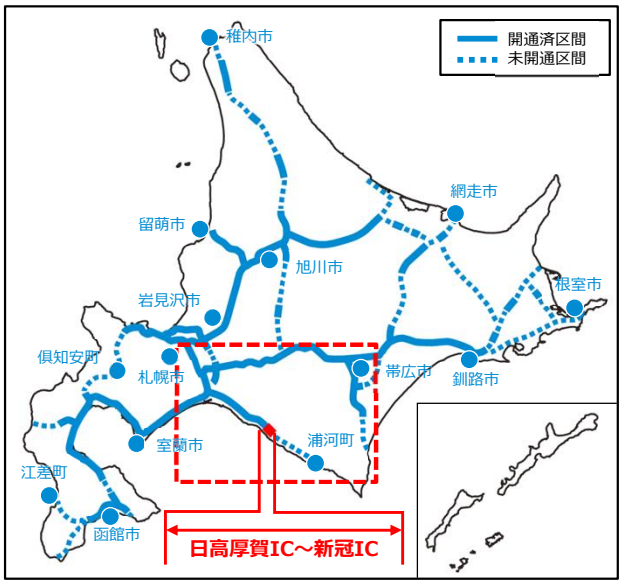 稚内市
開通済区間
未開通区間
網走市
留萌市
旭川市
根室市
岩見沢市
倶知安町
札幌市
帯広市
釧路市
室蘭市
浦河町
江差町
函館市
日高厚賀IC～新冠IC